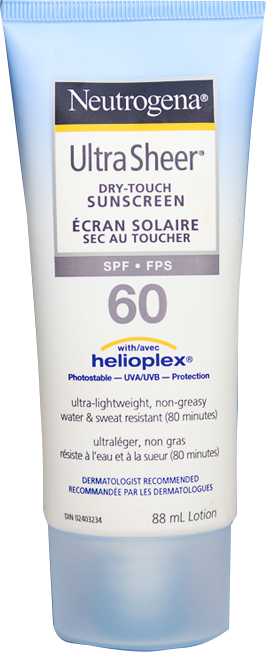 Neutrogena®
Ultra Sheer®
DRY-TOUCH
SUNSCREEN
ÉCRAN SOLAIRE
SEC AU TOUCHER
SPF • FPS
60
with/avec
helioplex®
Photostable — UVA/UVB — Protection
ultra-lightweight, non-greasy
water & sweat resistant (80 minutes)
ultraléger, non gras
résiste à l'eau et à la sueur (80 minutes)
DERMATOLOGIST RECOMMENDED
RECOMMANDÉE PAR LES DERMATOLOGUES
DIN 02403234 88 mL Lotion